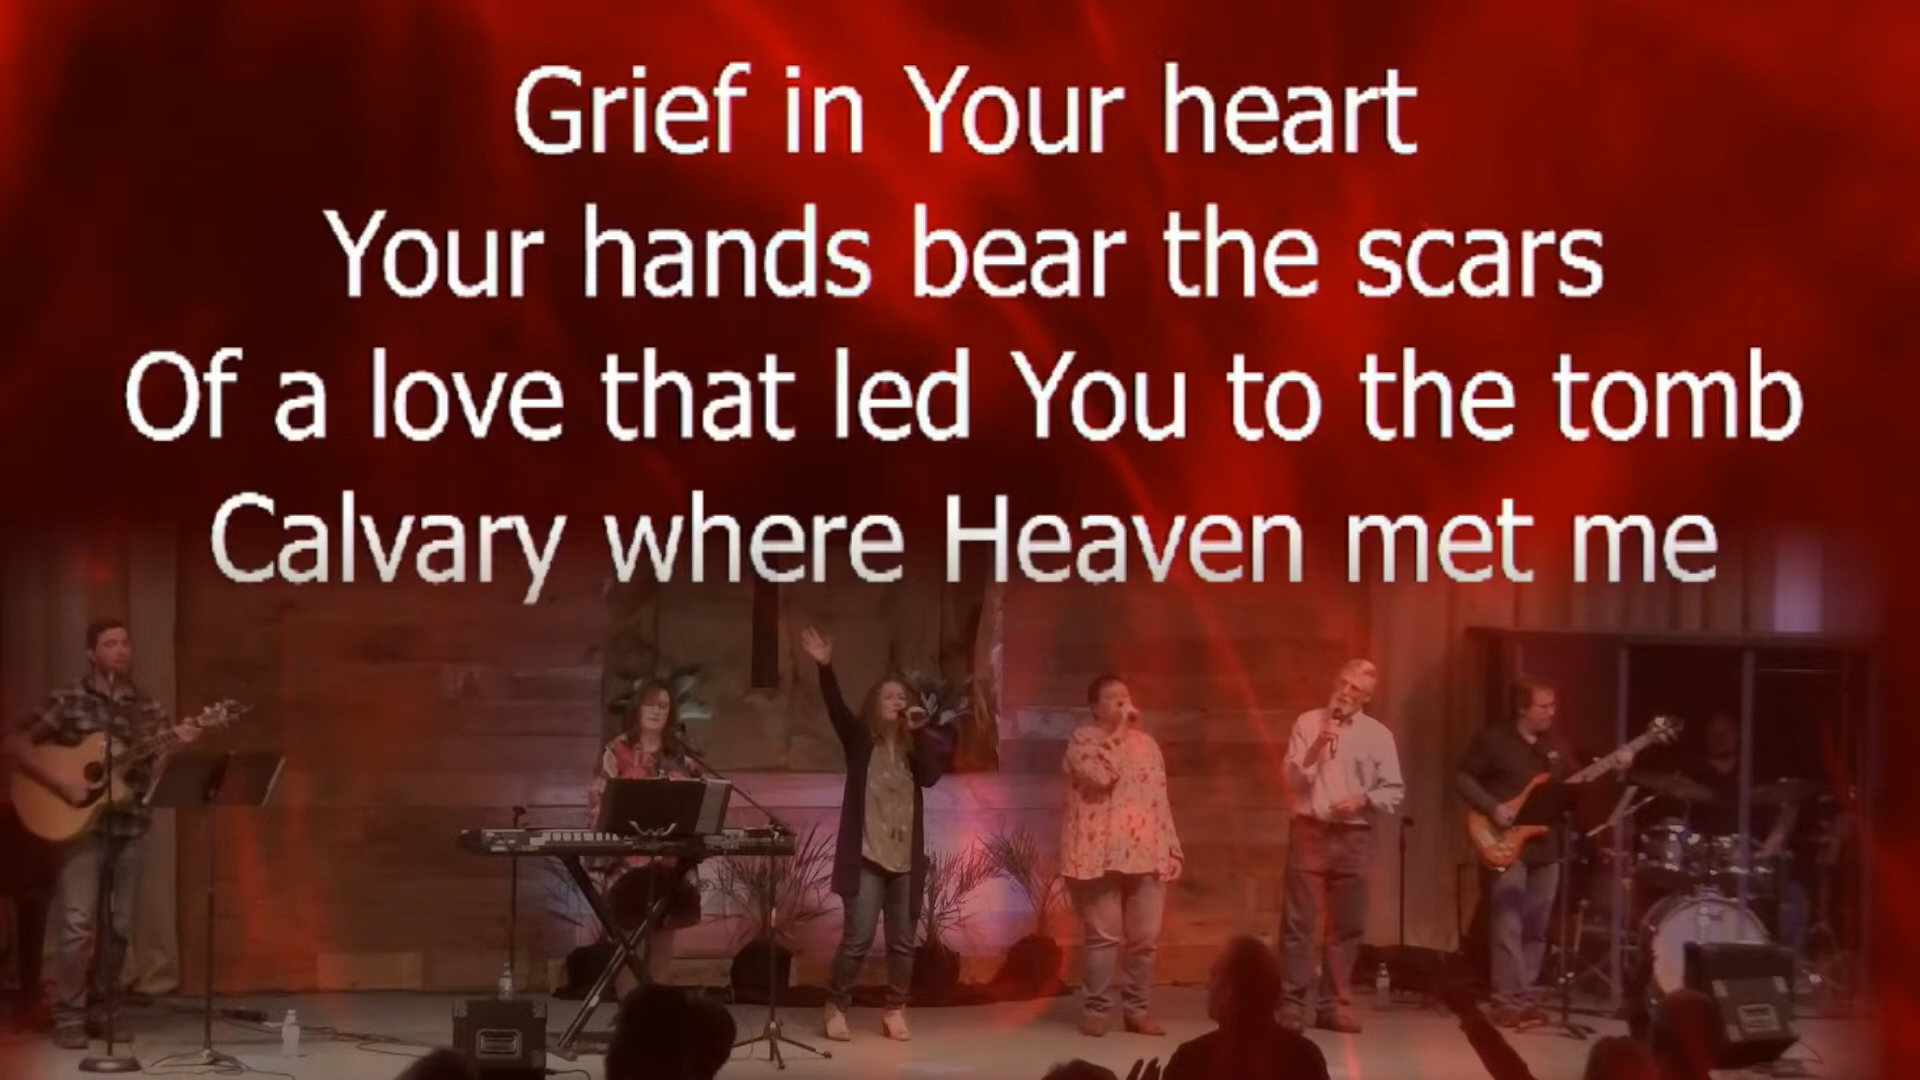 Grief in Your heart
Your hands bear the scars
Of a love that led You to the tomb
Calvary where Heaven met me